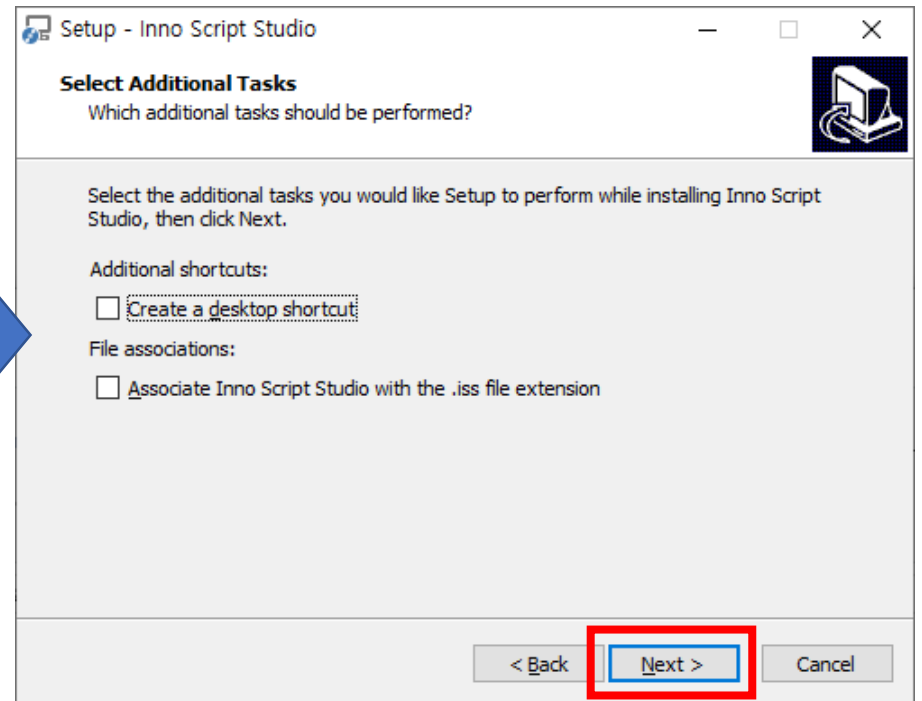 Setup - Inno Script Studio
Select Additional Tasks
Which additional tasks should be performed?
Select the additional tasks you would like Setup to perform while installing Inno Script
Studio, then click Next.
Additional shortcuts:
Create a desktop shortcut
File associations:
Associate Inno Script Studio with the .iss file extension
< Back Next > Cancel